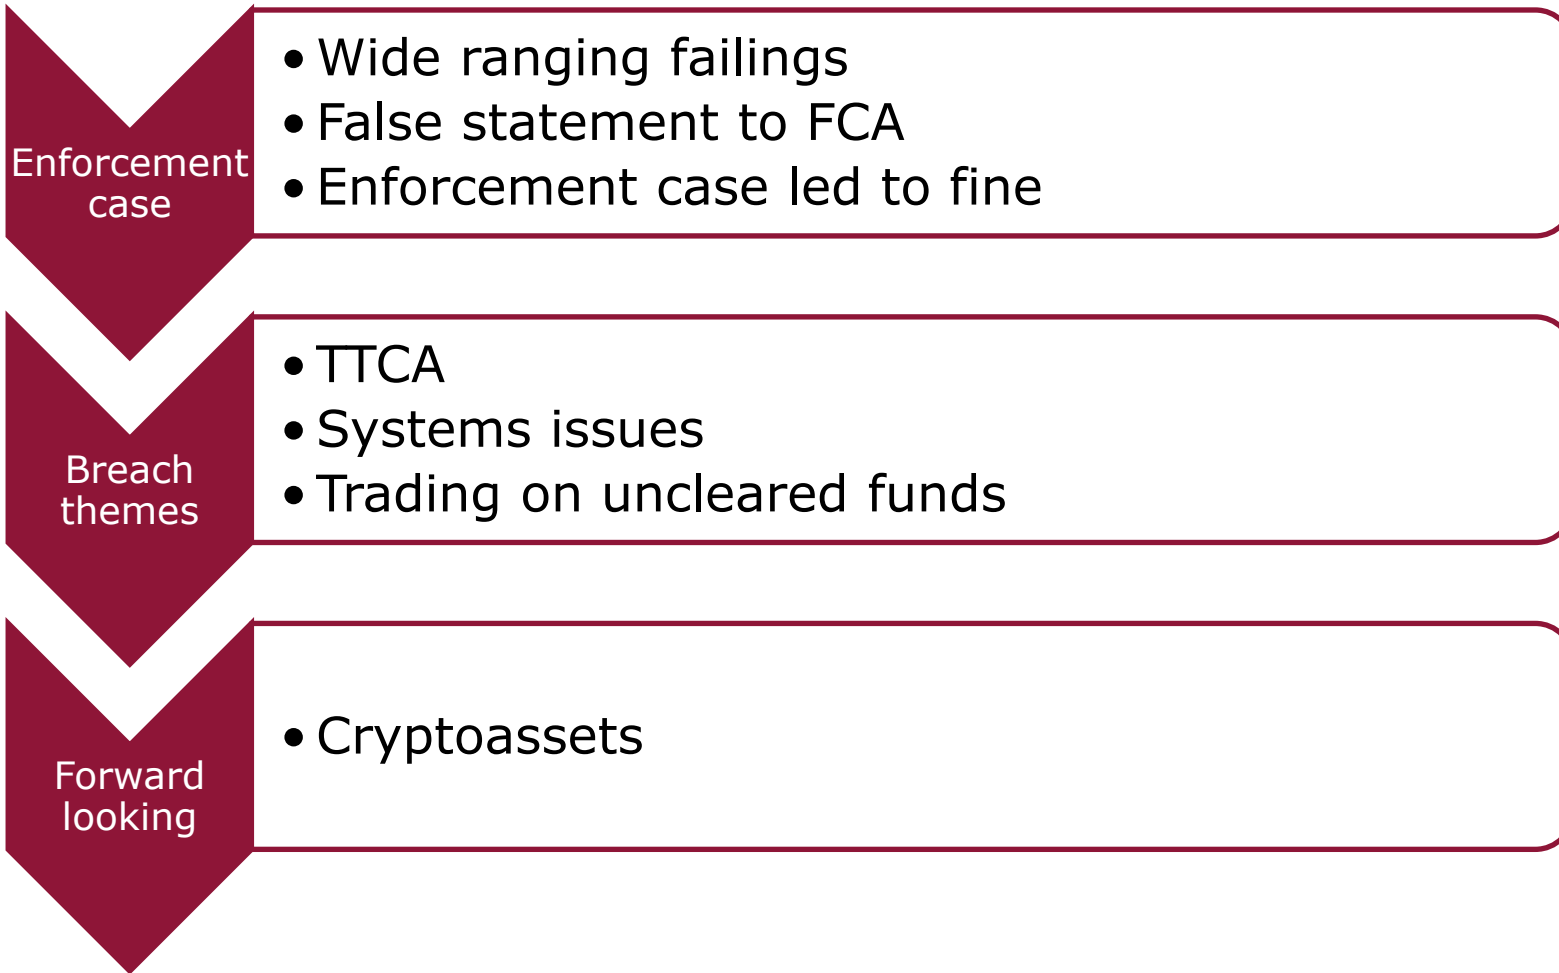 Enforcement
case
• Wide ranging failings
• False statement to FCA
• Enforcement case led to fine
Breach
themes
• TTCA
• Systems issues
• Trading on uncleared funds
Forward
looking
• Cryptoassets